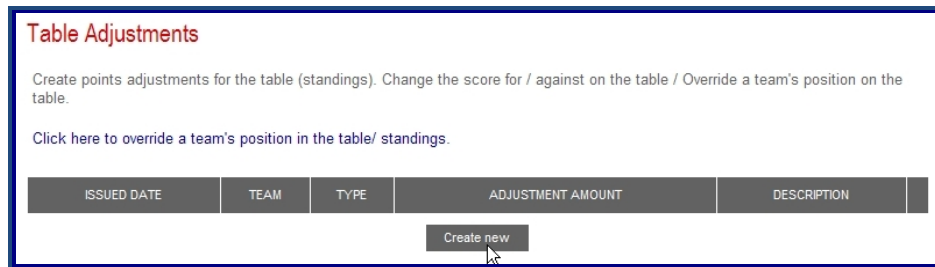 Table Adjustments
Create points adjustments for the table (standings). Change the score for / against on the table / Override a team's position on the
table.
Click here to override a team's position in the table/ standings.
ISSUED DATE TEAM TYPE ADJUSTMENT AMOUNT DESCRIPTION
Create new